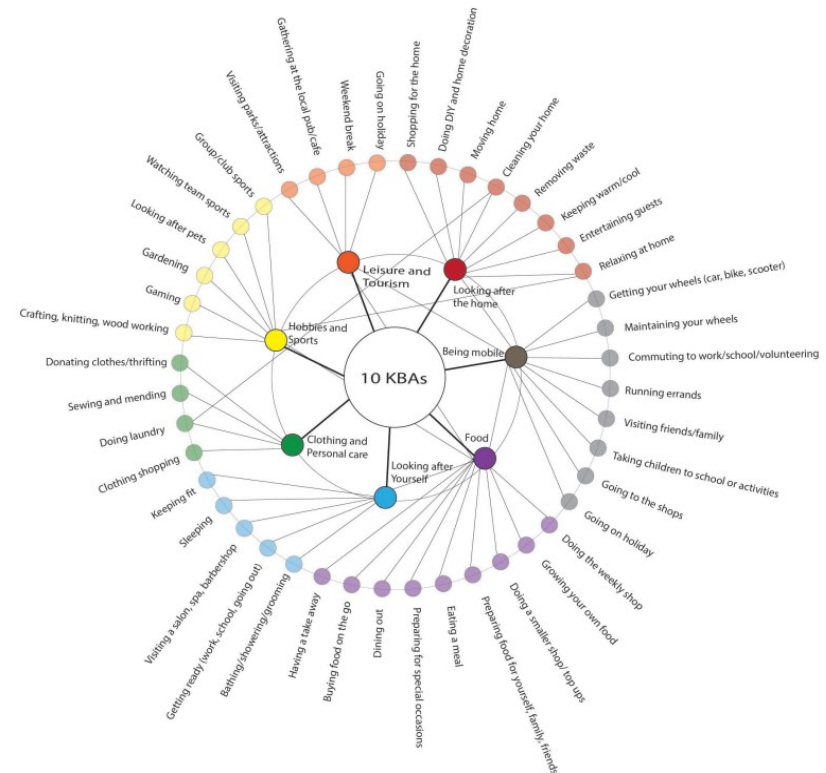 Gathering at the local pub/cafe
Visiting parks/attractions
Weekend break
Going on holiday
Shopping for the home
Doing DIY and home decoration
Moving home
Cleaning your home
Removing waste
Keeping warm/cool
Entertaining guests
Relaxing at home
Getting your wheels (car, bike, scooter)
Maintaining your wheels
Commuting to work/school/volunteering
Running errands
Visiting friends/family
Taking children to school or activities
Going to the shops
Going on holiday
Doing the weekly shop
Growing your own food
Doing a smaller shop/ top ups
Preparing food for yourself, family, friends
Eating a meal
Preparing for special occasions
Dining out
Buying food on the go
Having a take away
Bathing/showering/grooming
Getting ready (work, school, going out)
Visiting a salon, spa, barbershop
Sleeping
Keeping fit
Clothing shopping
Doing laundry
Sewing and mending
Donating clothes/thrifting
Crafting, knitting, wood working
Gaming
Gardening
Looking after pets
Watching team sports
Group/club sports
Leisure and
Tourism
Looking after
the home
Being mobile
Food
Looking after
Yourself
Clothing and
Personal care
Hobbies and
Sports
10 KBAs